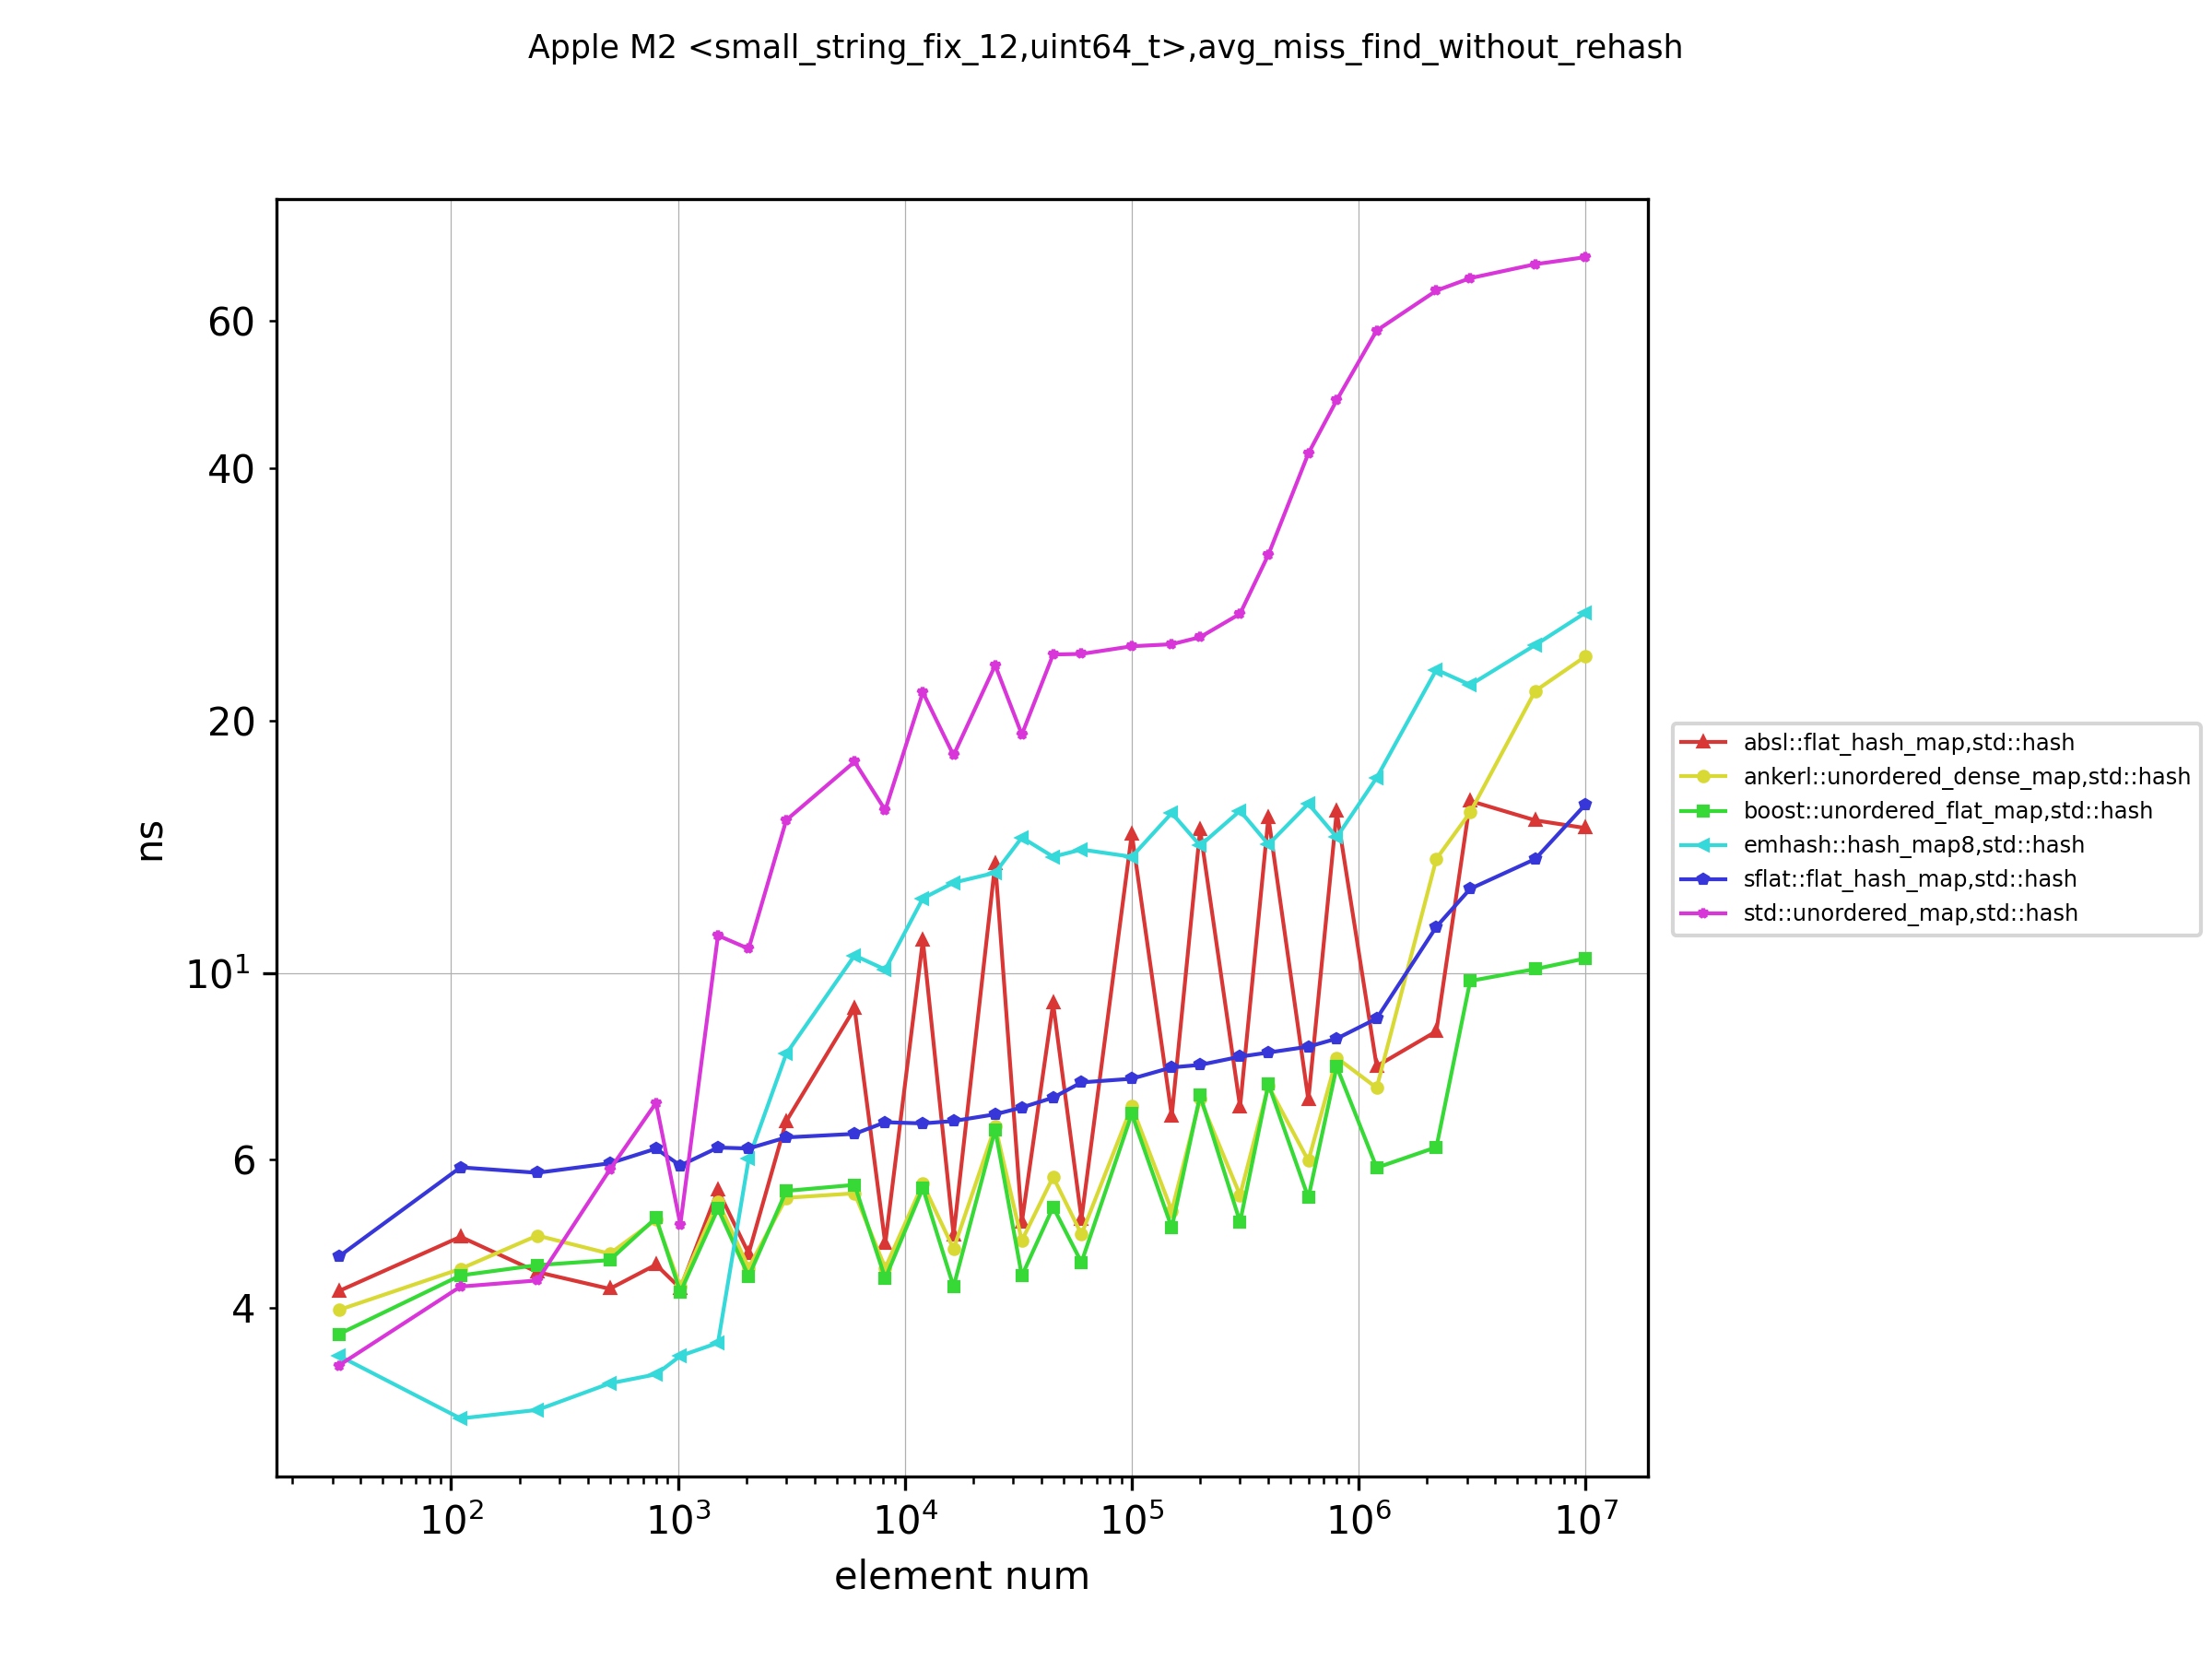 Apple M2 <small_string_fix_12,uint64_t>,avg_miss_find_without_rehash
ns
60
40
20
10¹
6
4
10² 10³ 10⁴ 10⁵ 10⁶ 10⁷
element num
absl::flat_hash_map,std::hash
ankerl::unordered_dense_map,std::hash
boost::unordered_flat_map,std::hash
emhash::hash_map8,std::hash
sflat::flat_hash_map,std::hash
std::unordered_map,std::hash